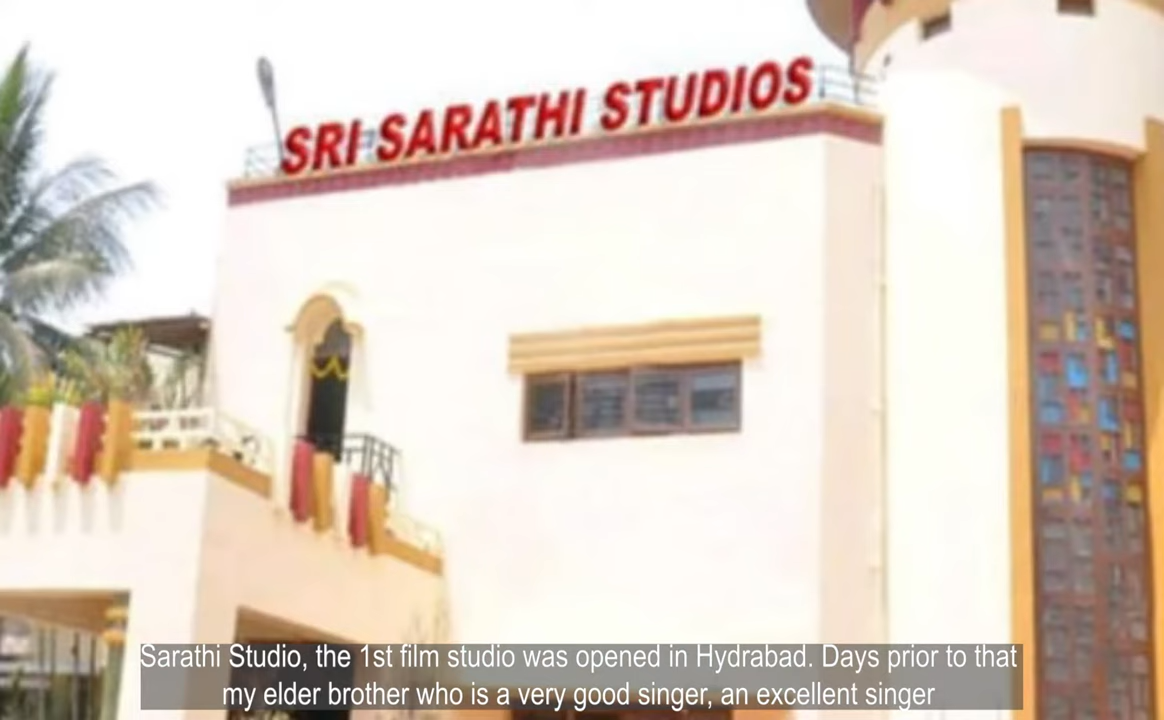 SRI SARATHI STUDIOS
Sarathi Studio, the 1st film studio was opened in Hydrabad. Days prior to that
my elder brother who is a very good singer, an excellent singer